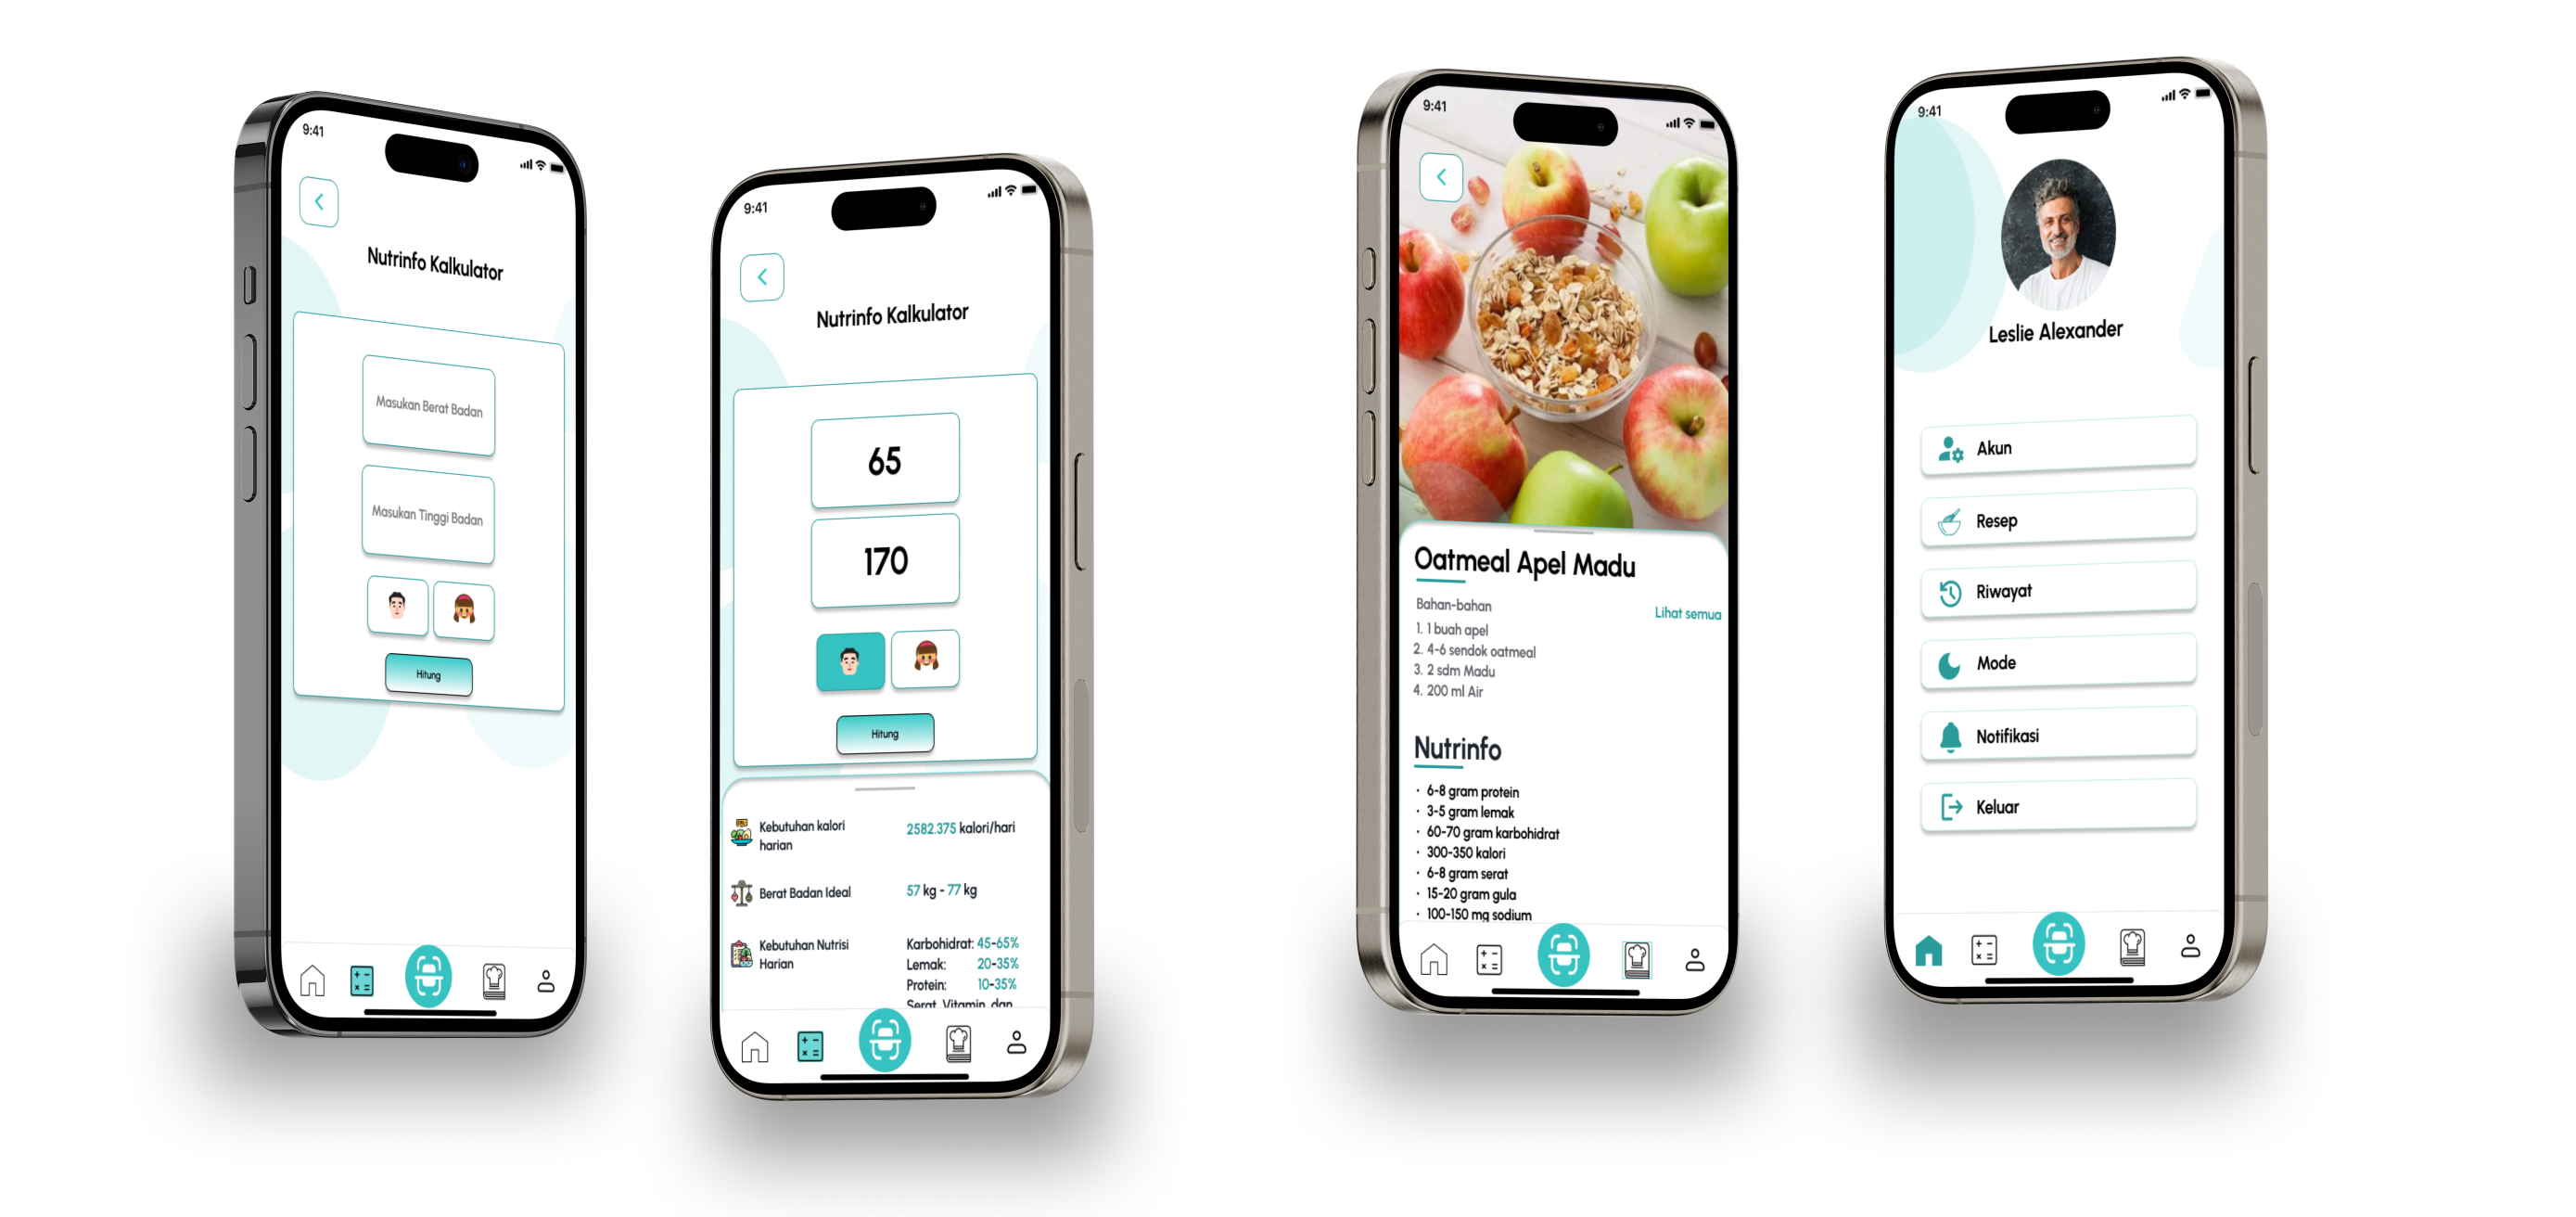 9:41
Nutrinfo Kalkulator
Masukan Berat Badan
Masukan Tinggi Badan
Hitung
9:41
Nutrinfo Kalkulator
65
170
Hitung
Kebutuhan kalori
harian
2582.375 kalori/hari
Berat Badan Ideal
57 kg - 77 kg
Kebutuhan Nutrisi
Harian
Karbohidrat: 45-65%
Lemak: 20-35%
Protein: 10-35%
Serat, Vitamin, dan
9:41
Oatmeal Apel Madu
Bahan-bahan
Lihat semua
1. 1 buah apel
2. 4-6 sendok oatmeal
3. 2 sdm Madu
4. 200 ml Air
Nutrinfo
· 6-8 gram protein
· 3-5 gram lemak
· 60-70 gram karbohidrat
· 300-350 kalori
· 6-8 gram serat
· 15-20 gram gula
· 100-150 mg sodium
9:41
Leslie Alexander
Akun
Resep
Riwayat
Mode
Notifikasi
Keluar